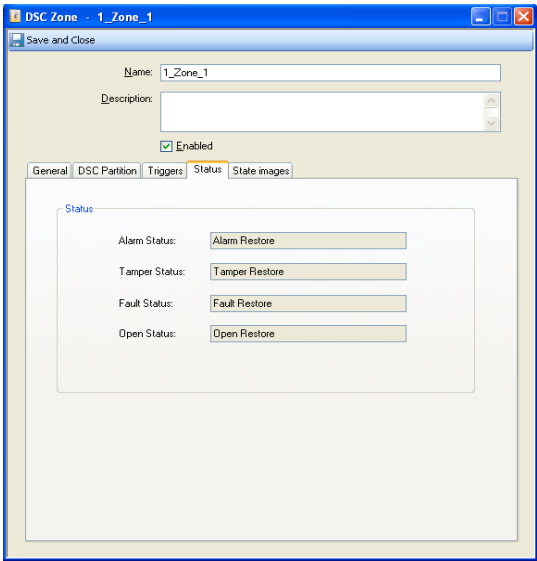 DSC Zone - 1_Zone_1
Save and Close
Name: 1_Zone_1
Description:
Enabled
General DSC Partition Triggers Status State images
Status
Alarm Status: Alarm Restore
Tamper Status: Tamper Restore
Fault Status: Fault Restore
Open Status: Open Restore